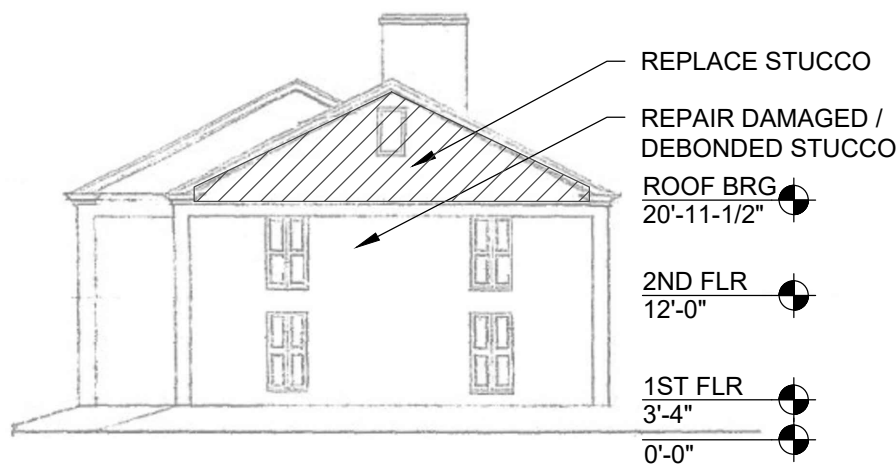 REPLACE STUCCO
REPAIR DAMAGED /
DEBONDED STUCCO
ROOF BRG
20'-11-1/2"
2ND FLR
12'-0"
1ST FLR
3'-4"
0'-0"